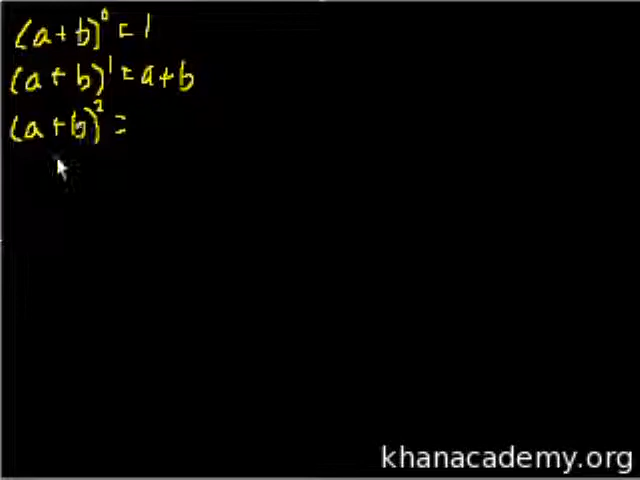 (a+b)⁰ = 1
(a+b)¹ = a+b
(a+b)² =
khanacademy.org